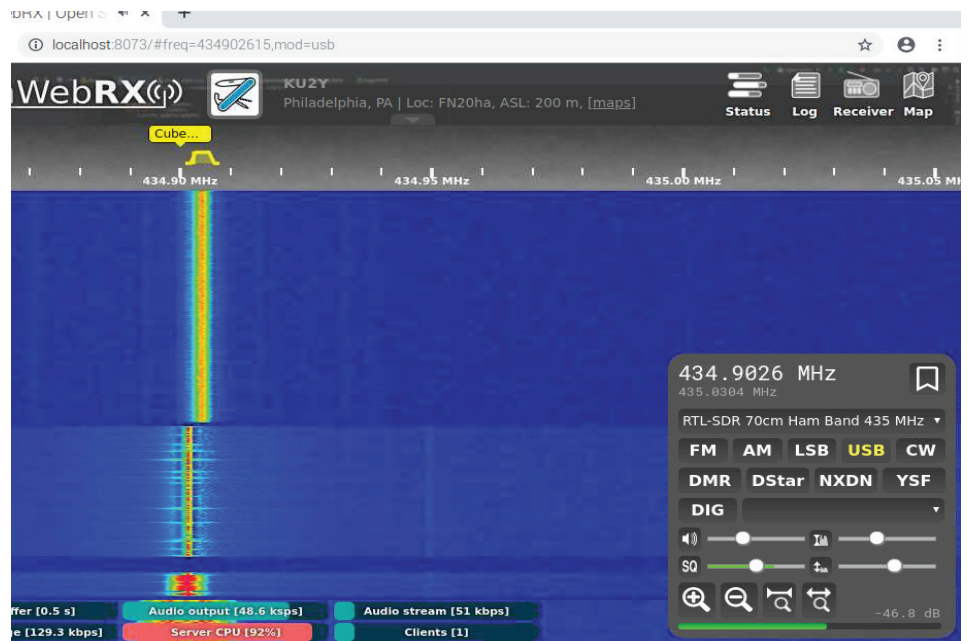 bRX | Open S
localhost:8073/#freq=434902615,mod=usb
WebRX
KU2Y
Philadelphia, PA | Loc: FN20ha, ASL: 200 m, [maps]
Status Log Receiver Map
Cube...
434.90 MHz 434.95 MHz 435.00 MHz 435.05 MH
434.9026 MHz
435.0304 MHz
RTL-SDR 70cm Ham Band 435 MHz
FM AM LSB USB CW
DMR DStar NXDN YSF
DIG
SQ
-46.8 dB
ffer [0.5 s] Audio output [48.6 ksps] Audio stream [51 kbps]
e [129.3 kbps] Server CPU [92%] Clients [1]